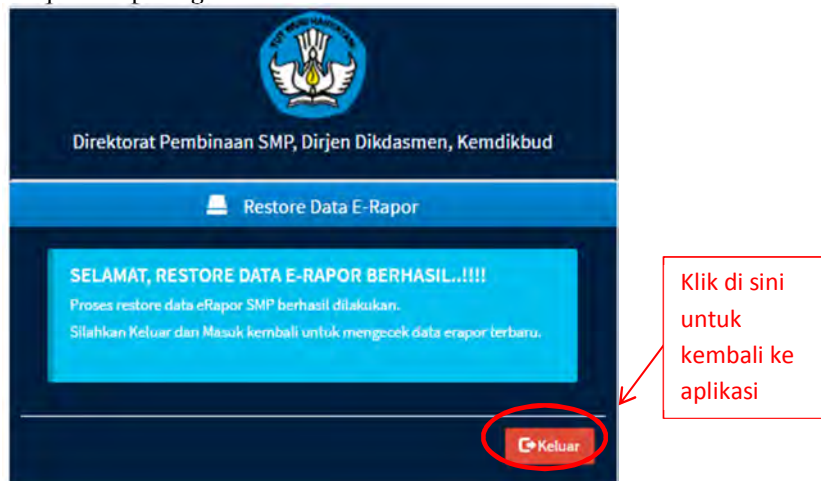 Direktorat Pembinaan SMP, Dirjen Dikdasmen, Kemdikbud
Restore Data E-Rapor
SELAMAT, RESTORE DATA E-RAPOR BERHASIL..!!!!
Proses restore data eRapor SMP berhasil dilakukan.
Silahkan Keluar dan Masuk kembali untuk mengecek data erapor terbaru.
Klik di sini
untuk
kembali ke
aplikasi
Keluar